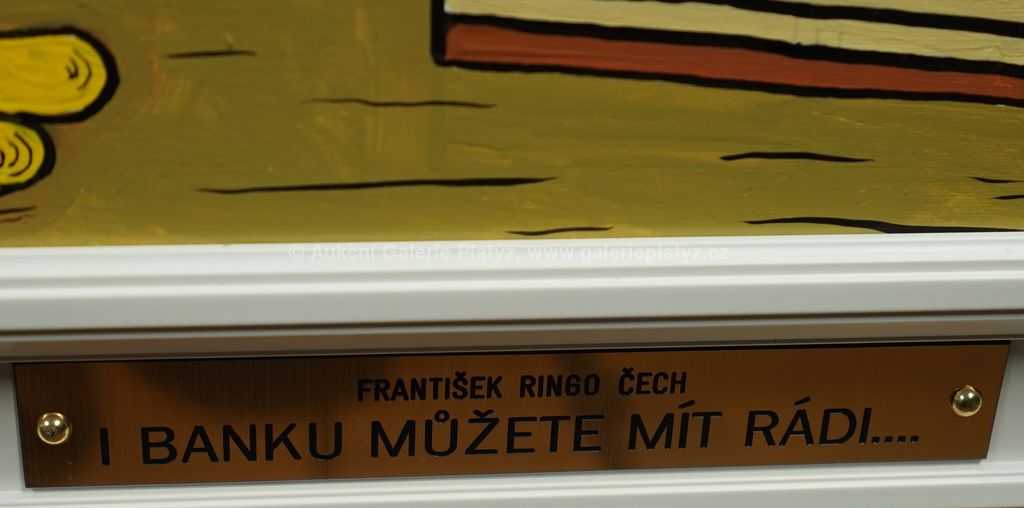 © Aukční Galerie Platýz, www.galerieplatyz.cz
FRANTIŠEK RINGO ČECH
I BANKU MŮŽETE MÍT RÁDI....